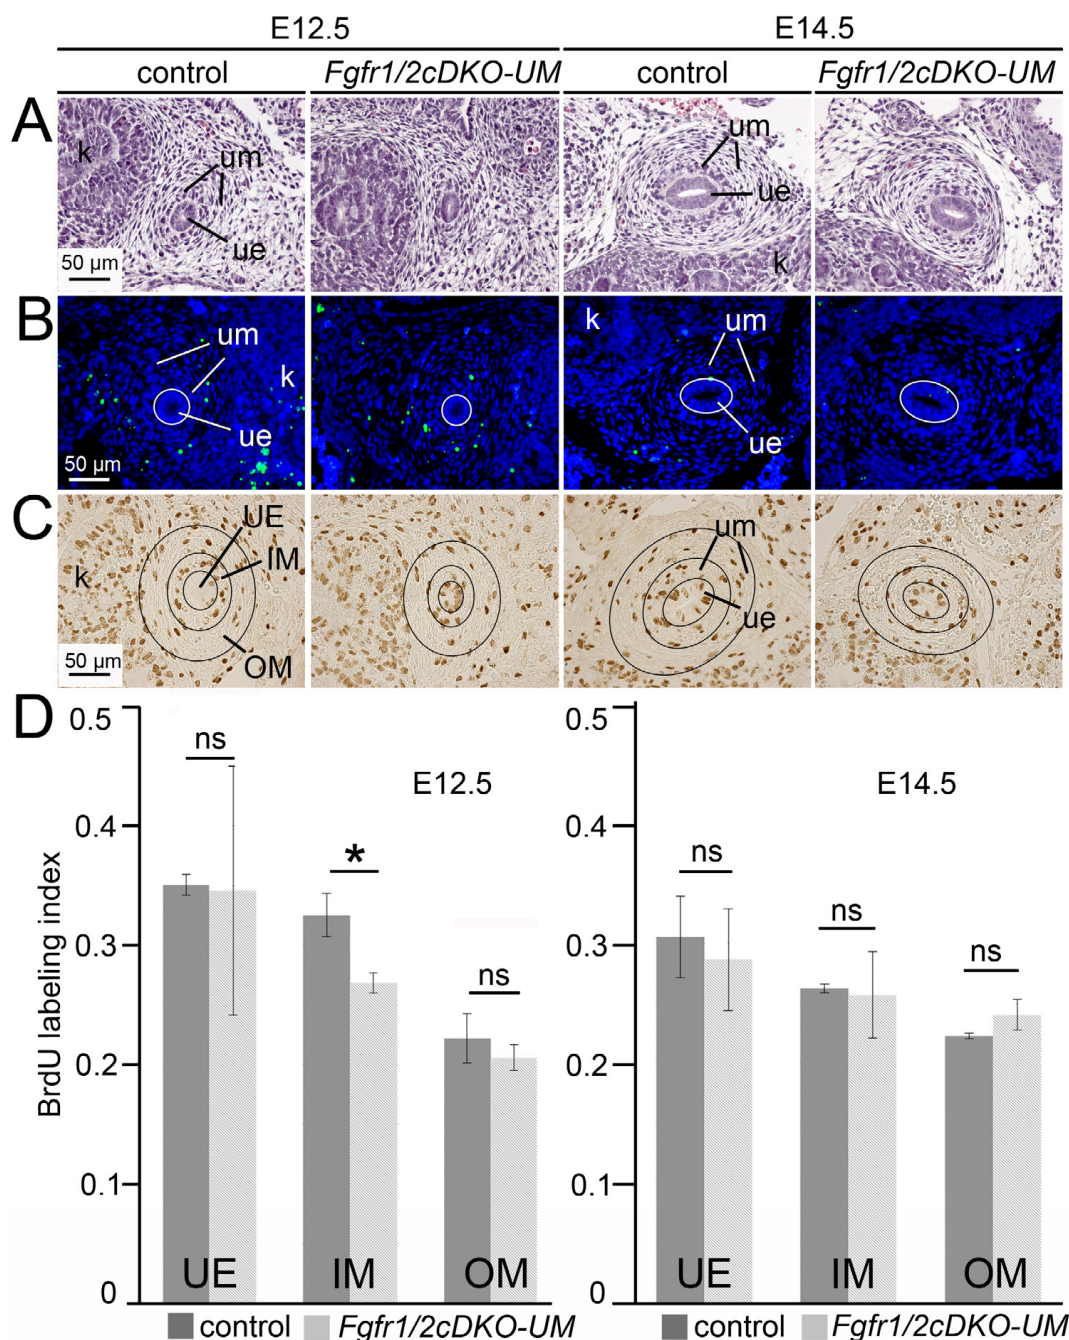 E12.5 E14.5
control Fgfr1/2cDKO-UM control Fgfr1/2cDKO-UM
A
k um ue 50 µm
um ue k
B
um k ue 50 µm
k um ue
C
UE IM k OM 50 µm
um ue
D
0.5 0.5
ns
E12.5 E14.5
0.4 0.4
* ns
ns
0.3 0.3
ns ns
BrdU labeling index
0.2 0.2
0.1 0.1
UE IM OM UE IM OM
0 0
control Fgfr1/2cDKO-UM control Fgfr1/2cDKO-UM